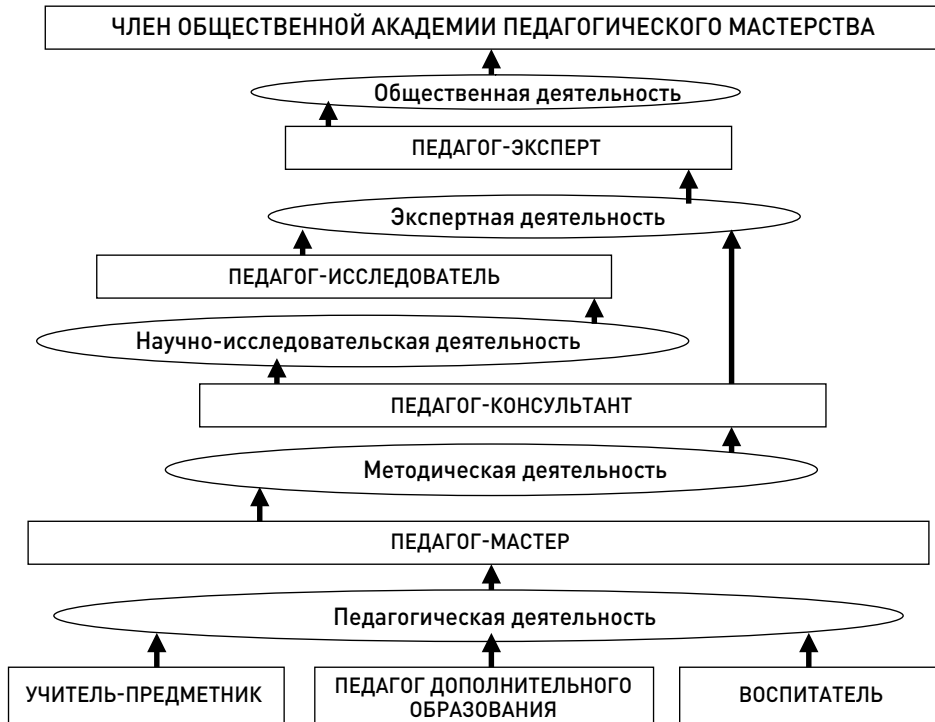 ЧЛЕН ОБЩЕСТВЕННОЙ АКАДЕМИИ ПЕДАГОГИЧЕСКОГО МАСТЕРСТВА
Общественная деятельность
ПЕДАГОГ-ЭКСПЕРТ
Экспертная деятельность
ПЕДАГОГ-ИССЛЕДОВАТЕЛЬ
Научно-исследовательская деятельность
ПЕДАГОГ-КОНСУЛЬТАНТ
Методическая деятельность
ПЕДАГОГ-МАСТЕР
Педагогическая деятельность
УЧИТЕЛЬ-ПРЕДМЕТНИК
ПЕДАГОГ ДОПОЛНИТЕЛЬНОГО
ОБРАЗОВАНИЯ
ВОСПИТАТЕЛЬ